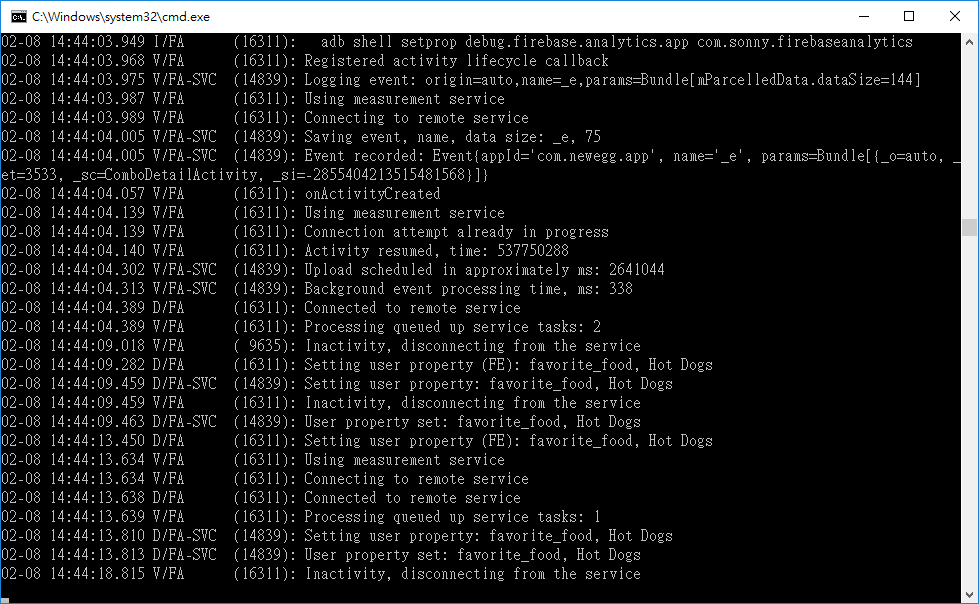 C:\Windows\system32\cmd.exe
02-08 14:44:03.949 I/FA      (16311):   adb shell setprop debug.firebase.analytics.app com.sonny.firebaseanalytics
02-08 14:44:03.968 V/FA      (16311): Registered activity lifecycle callback
02-08 14:44:03.975 V/FA-SVC  (14839): Logging event: origin=auto,name=_e,params=Bundle[mParcelledData.dataSize=144]
02-08 14:44:03.987 V/FA      (16311): Using measurement service
02-08 14:44:03.989 V/FA      (16311): Connecting to remote service
02-08 14:44:04.005 V/FA-SVC  (14839): Saving event, name, data size: _e, 75
02-08 14:44:04.005 V/FA-SVC  (14839): Event recorded: Event{appId='com.newegg.app', name='_e', params=Bundle[{_o=auto, _
et=3533, _sc=ComboDetailActivity, _si=-2855404213515481568}]}
02-08 14:44:04.057 V/FA      (16311): onActivityCreated
02-08 14:44:04.139 V/FA      (16311): Using measurement service
02-08 14:44:04.139 V/FA      (16311): Connection attempt already in progress
02-08 14:44:04.140 V/FA      (16311): Activity resumed, time: 537750288
02-08 14:44:04.302 V/FA-SVC  (14839): Upload scheduled in approximately ms: 2641044
02-08 14:44:04.313 V/FA-SVC  (14839): Background event processing time, ms: 338
02-08 14:44:04.389 D/FA      (16311): Connected to remote service
02-08 14:44:04.389 V/FA      (16311): Processing queued up service tasks: 2
02-08 14:44:09.018 V/FA      ( 9635): Inactivity, disconnecting from the service
02-08 14:44:09.282 D/FA      (16311): Setting user property (FE): favorite_food, Hot Dogs
02-08 14:44:09.459 D/FA-SVC  (14839): Setting user property: favorite_food, Hot Dogs
02-08 14:44:09.459 V/FA      (16311): Inactivity, disconnecting from the service
02-08 14:44:09.463 D/FA-SVC  (14839): User property set: favorite_food, Hot Dogs
02-08 14:44:13.450 D/FA      (16311): Setting user property (FE): favorite_food, Hot Dogs
02-08 14:44:13.634 V/FA      (16311): Using measurement service
02-08 14:44:13.634 V/FA      (16311): Connecting to remote service
02-08 14:44:13.638 D/FA      (16311): Connected to remote service
02-08 14:44:13.639 V/FA      (16311): Processing queued up service tasks: 1
02-08 14:44:13.810 D/FA-SVC  (14839): Setting user property: favorite_food, Hot Dogs
02-08 14:44:13.813 D/FA-SVC  (14839): User property set: favorite_food, Hot Dogs
02-08 14:44:18.815 V/FA      (16311): Inactivity, disconnecting from the service